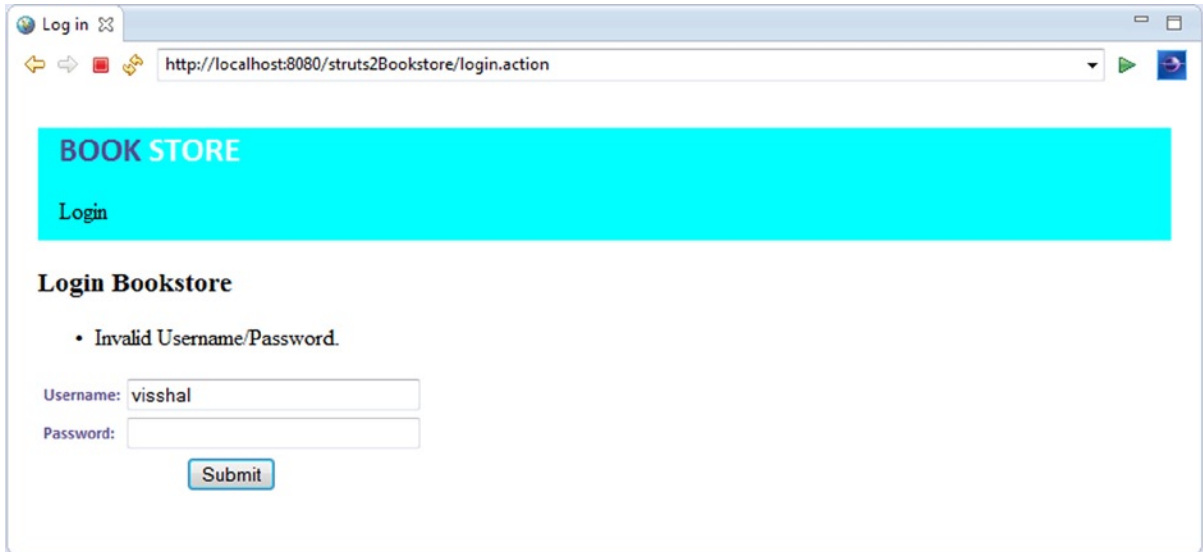 Log in
http://localhost:8080/struts2Bookstore/login.action
BOOK STORE
Login
Login Bookstore
• Invalid Username/Password.
Username: visshal
Password:
Submit